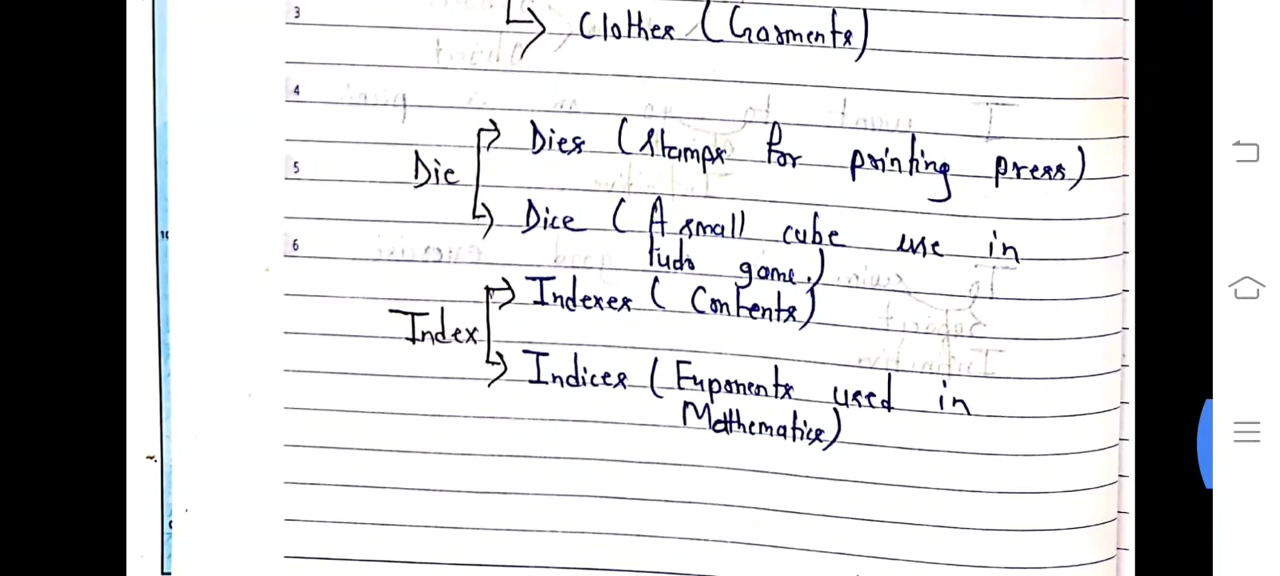 3
Clothes (Garments)
4
Dies (Stamps for printing press)
Die
5
Dice (A small cube use in
ludo game.)
6
Indexes (Contents)
Index
Indices (Exponents used in
Mathematics)